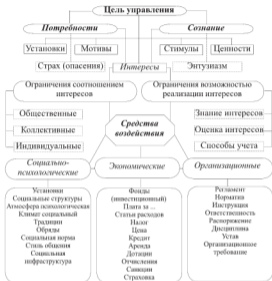 Цель управления
Потребности
Сознание
Установки
Мотивы
Стимулы
Ценности
Страх (опасения)
Интересы
Энтузиазм
Ограничения соотношением
интересов
Ограничения возможностью
реализации интересов
Общественные
Коллективные
Индивидуальные
Средства
воздействия
Знание интересов
Оценка интересов
Способы учета
Социально-
психологические
Экономические
Организационные
Установки
Социальные структуры
Атмосфера психологическая
Климат социальный
Традиции
Обряды
Социальная норма
Стиль общения
Социальная
инфраструктура
Фонды
(инвестиционный)
Плата за ...
Статьи расходов
Налог
Цена
Кредит
Аренда
Дотации
Отчисления
Санкции
Страховка
Регламент
Норматив
Инструкция
Ответственность
Распоряжение
Дисциплина
Устав
Организационное
требование